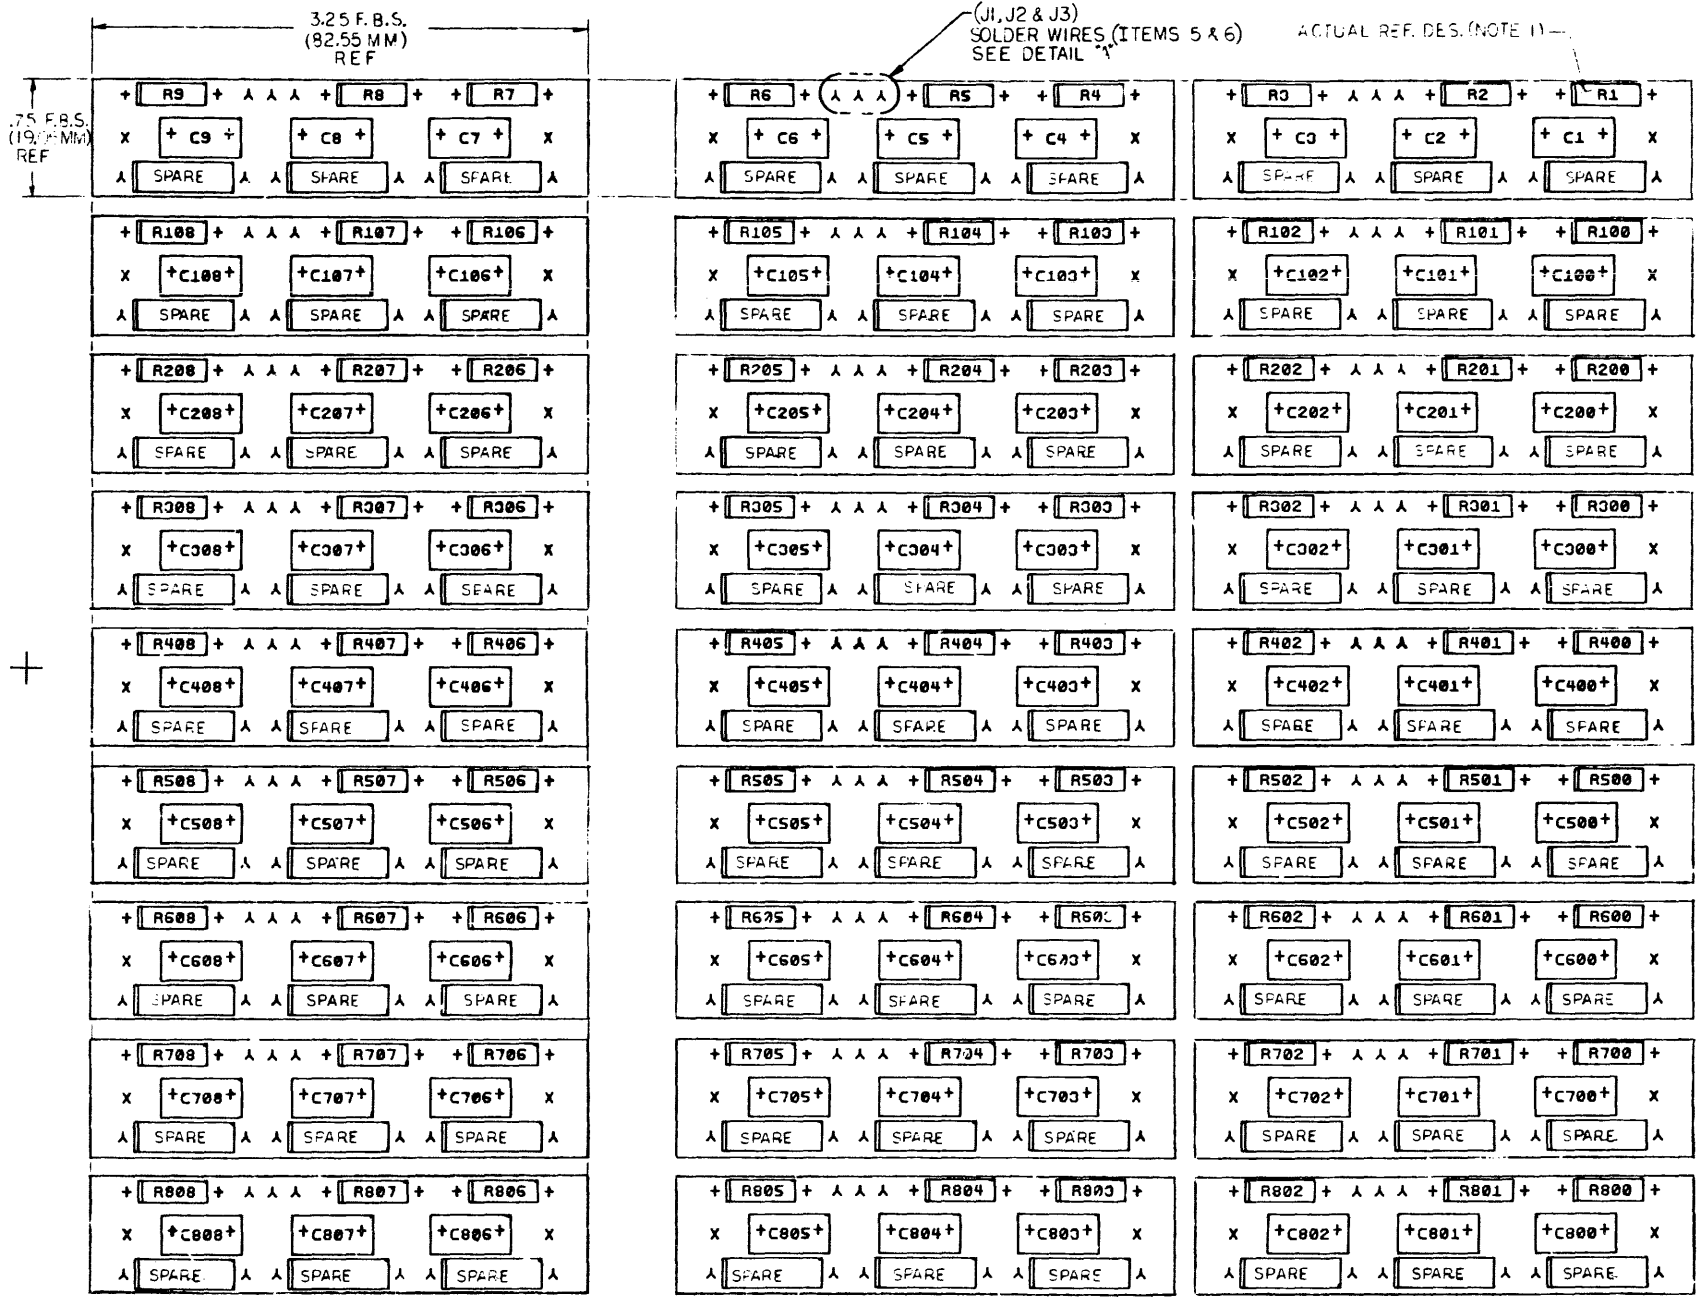 3.25 F.B.S.
(82.55 MM)
REF
(J1, J2 & J3)
SOLDER WIRES (ITEMS 5 & 6)
SEE DETAIL "1"
ACTUAL REF. DES. (NOTE 1)
.75 F.B.S.
REF
R9 R8 R7 R6 R5 R4 R3 R2 R1
X + C9 + + C8 + + C7 + X X + C6 + + C5 + + C4 + X X + C3 + + C2 + + C1 + X
SPARE SPARE SPARE SPARE SPARE SPARE SPARE SPARE SPARE
R108 R107 R106 R105 R104 R103 R102 R101 R100
X +C108+ +C107+ +C106+ X X +C105+ +C104+ +C103+ X X +C102+ +C101+ +C100+ X
SPARE SPARE SPARE SPARE SPARE SPARE SPARE SPARE SPARE
R208 R207 R206 R205 R204 R203 R202 R201 R200
X +C208+ +C207+ +C206+ X X +C205+ +C204+ +C203+ X X +C202+ +C201+ +C200+ X
SPARE SPARE SPARE SPARE SPARE SPARE SPARE SPARE SPARE
R308 R307 R306 R305 R304 R303 R302 R301 R300
X +C308+ +C307+ +C306+ X X +C305+ +C304+ +C303+ X X +C302+ +C301+ +C300+ X
SPARE SPARE SPARE SPARE SPARE SPARE SPARE SPARE SPARE
R408 R407 R406 R405 R404 R403 R402 R401 R400
X +C408+ +C407+ +C406+ X X +C405+ +C404+ +C403+ X X +C402+ +C401+ +C400+ X
SPARE SPARE SPARE SPARE SPARE SPARE SPARE SPARE SPARE
R508 R507 R506 R505 R504 R503 R502 R501 R500
X +C508+ +C507+ +C506+ X X +C505+ +C504+ +C503+ X X +C502+ +C501+ +C500+ X
SPARE SPARE SPARE SPARE SPARE SPARE SPARE SPARE SPARE
R608 R607 R606 R605 R604 R603 R602 R601 R600
X +C608+ +C607+ +C606+ X X +C605+ +C604+ +C603+ X X +C602+ +C601+ +C600+ X
SPARE SPARE SPARE SPARE SPARE SPARE SPARE SPARE SPARE
R708 R707 R706 R705 R704 R703 R702 R701 R700
X +C708+ +C707+ +C706+ X X +C705+ +C704+ +C703+ X X +C702+ +C701+ +C700+ X
SPARE SPARE SPARE SPARE SPARE SPARE SPARE SPARE SPARE
R808 R807 R806 R805 R804 R803 R802 R801 R800
X +C808+ +C807+ +C806+ X X +C805+ +C804+ +C803+ X X +C802+ +C801+ +C800+ X
SPARE SPARE SPARE SPARE SPARE SPARE SPARE SPARE SPARE